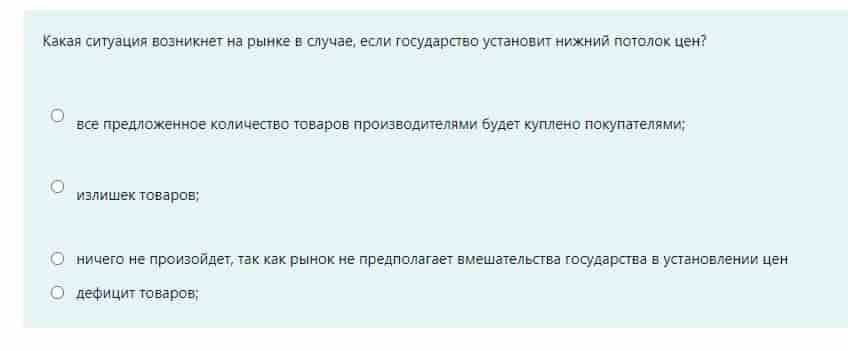 Какая ситуация возникнет на рынке в случае, если государство установит нижний потолок цен?
все предложенное количество товаров производителями будет куплено покупателями;
излишек товаров;
ничего не произойдет, так как рынок не предполагает вмешательства государства в установлении цен
дефицит товаров;